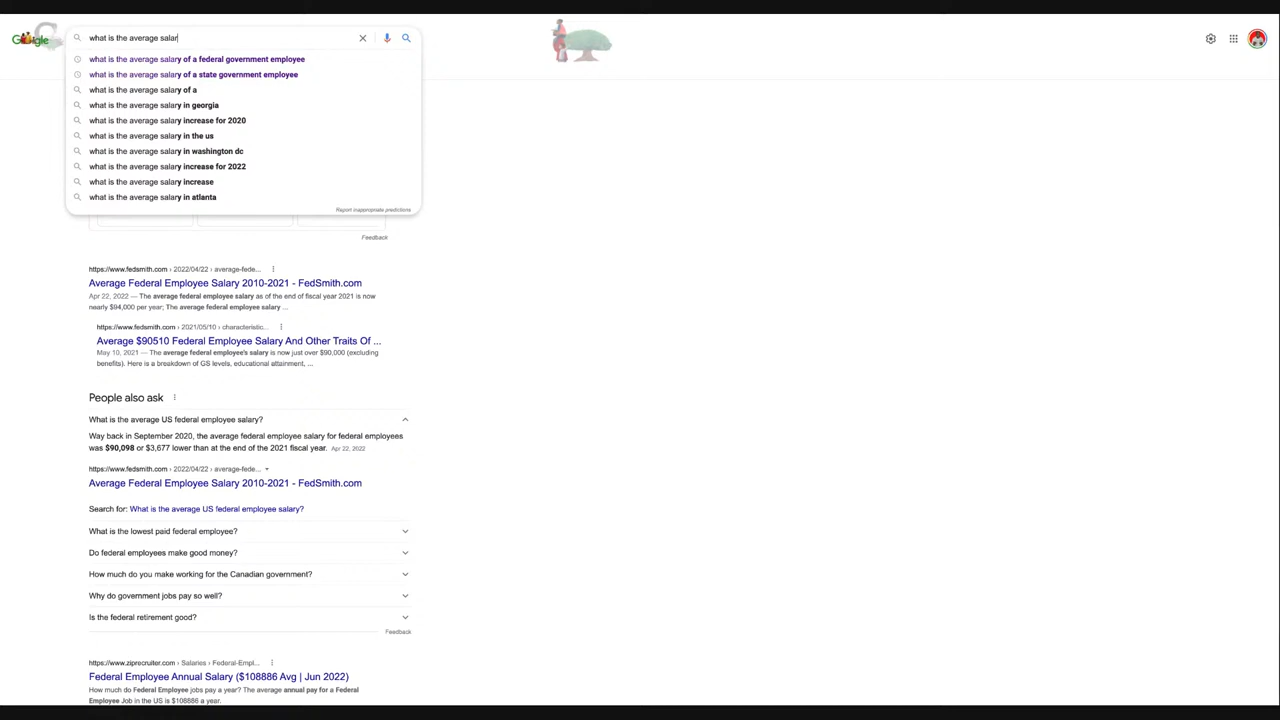 Google
what is the average salar
what is the average salary of a federal government employee
what is the average salary of a state government employee
what is the average salary of a
what is the average salary in georgia
what is the average salary increase for 2020
what is the average salary in the us
what is the average salary in washington dc
what is the average salary increase for 2022
what is the average salary increase
what is the average salary in atlanta
Report inappropriate predictions
Feedback
https://www.fedsmith.com › 2022/04/22 › average-fede...
Average Federal Employee Salary 2010-2021 - FedSmith.com
Apr 22, 2022 — The average federal employee salary as of the end of fiscal year 2021 is now
nearly $94,000 per year; The average federal employee salary ...
https://www.fedsmith.com › 2021/05/10 › characteristic...
Average $90510 Federal Employee Salary And Other Traits Of ...
May 10, 2021 — The average federal employee's salary is now just over $90,000 (excluding
benefits). Here is a breakdown of GS levels, educational attainment, ...
People also ask
What is the average US federal employee salary?
Way back in September 2020, the average federal employee salary for federal employees
was $90,098 or $3,677 lower than at the end of the 2021 fiscal year. Apr 22, 2022
https://www.fedsmith.com › 2022/04/22 › average-fede...
Average Federal Employee Salary 2010-2021 - FedSmith.com
Search for: What is the average US federal employee salary?
What is the lowest paid federal employee?
Do federal employees make good money?
How much do you make working for the Canadian government?
Why do government jobs pay so well?
Is the federal retirement good?
Feedback
https://www.ziprecruiter.com › Salaries › Federal-Empl...
Federal Employee Annual Salary ($108886 Avg | Jun 2022)
How much do Federal Employee jobs pay a year? The average annual pay for a Federal
Employee Job in the US is $108886 a year.